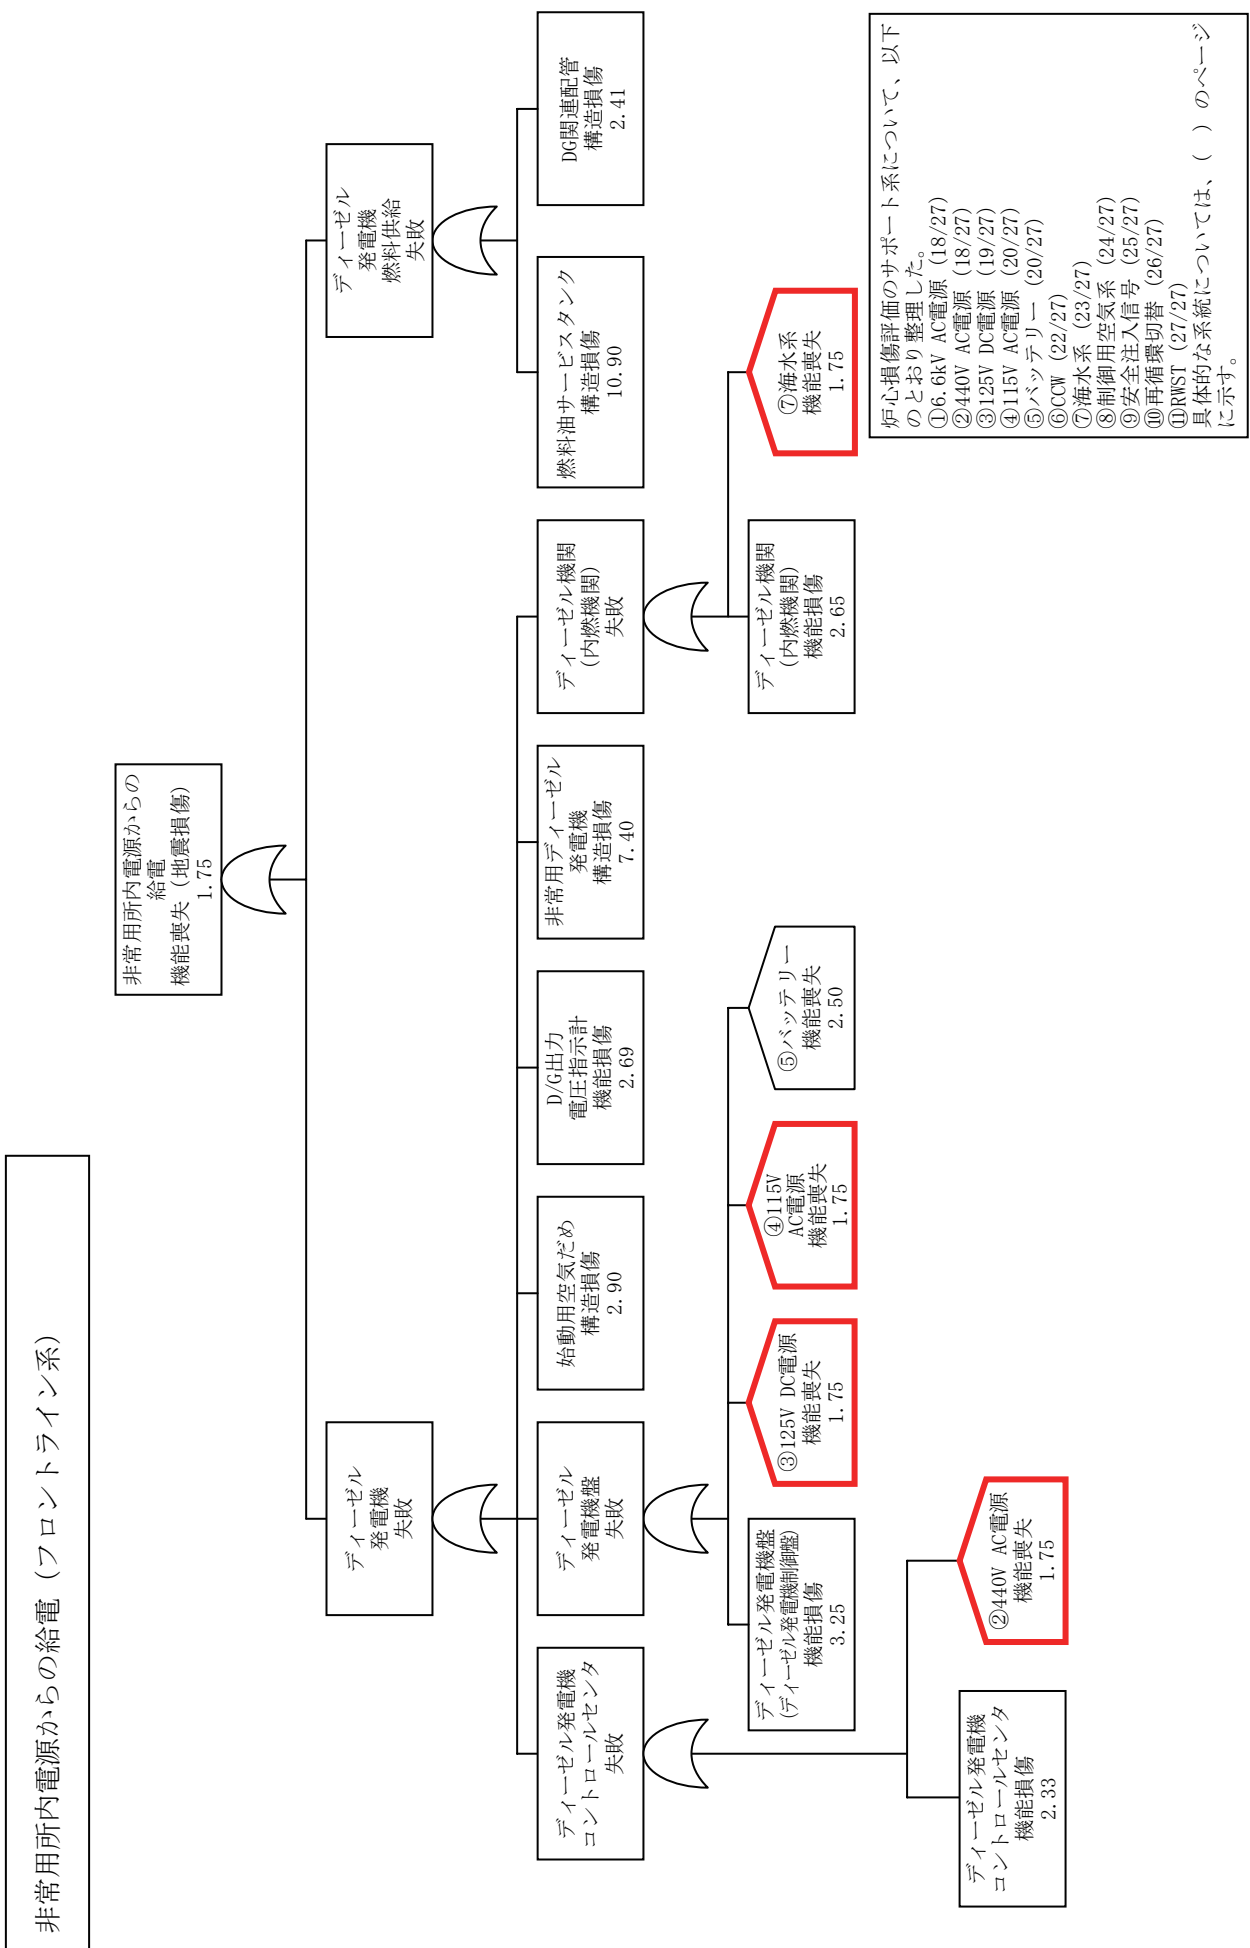 非常用所内電源からの給電（フロントライン系）
非常用所内電源からの
給電
機能喪失（地震損傷）
1.75
ディーゼル
発電機
失敗
ディーゼル
発電機
燃料供給
失敗
ディーゼル発電機
コントロールセンタ
失敗
ディーゼル
発電機盤
失敗
始動用空気だめ
構造損傷
2.90
D/G出力
電圧指示計
機能損傷
2.69
非常用ディーゼル
発電機
構造損傷
7.40
ディーゼル機関
(内燃機関)
失敗
燃料油サービスタンク
構造損傷
10.90
DG関連配管
構造損傷
2.41
ディーゼル発電機盤
(ディーゼル発電機制御盤)
機能損傷
3.25
③125V DC電源
機能喪失
1.75
④115V
AC電源
機能喪失
1.75
⑤バッテリー
機能喪失
2.50
ディーゼル機関
(内燃機関)
機能損傷
2.65
⑦海水系
機能喪失
1.75
ディーゼル発電機
コントロールセンタ
機能損傷
2.33
②440V AC電源
機能喪失
1.75
炉心損傷評価のサポート系について、以下
のとおり整理した。
①6.6kV AC電源 (18/27)
②440V AC電源 (18/27)
③125V DC電源 (19/27)
④115V AC電源 (20/27)
⑤バッテリー (20/27)
⑥CCW (22/27)
⑦海水系 (23/27)
⑧制御用空気系 (24/27)
⑨安全注入信号 (25/27)
⑩再循環切替 (26/27)
⑪RWST (27/27)
具体的な系統については、( ) のページ
に示す。